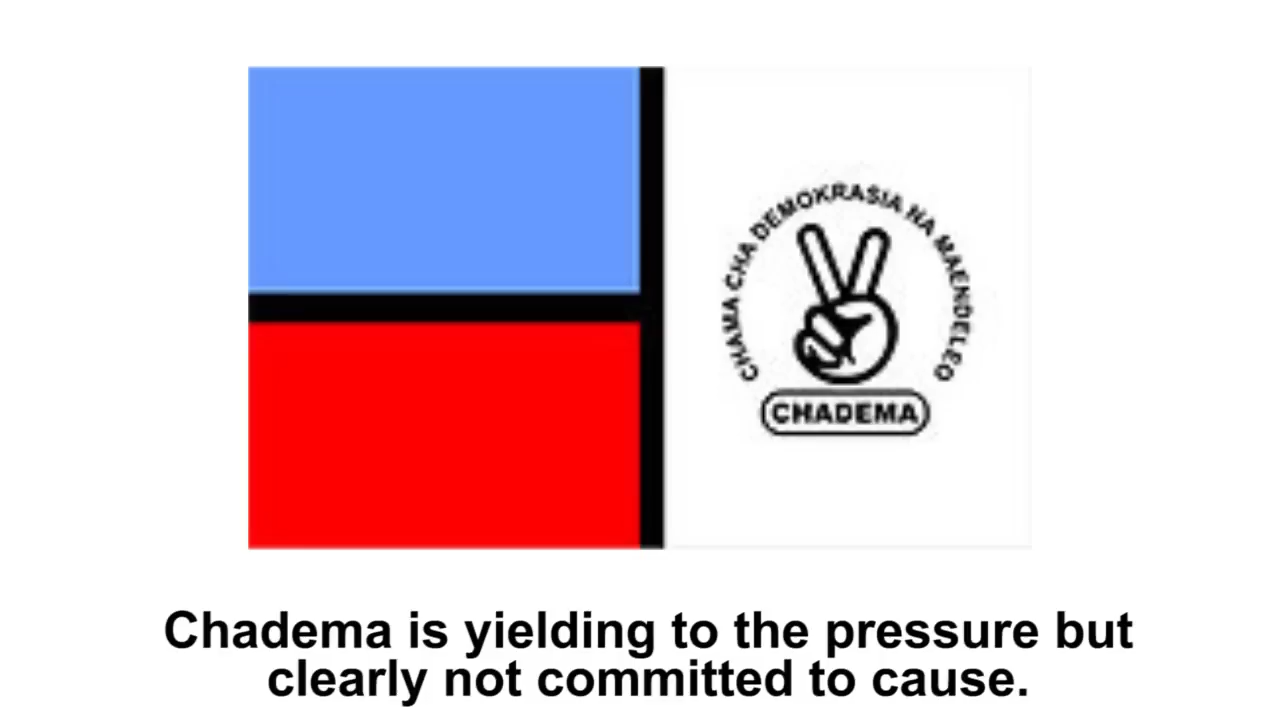 CHAMA CHA DEMOKRASIA NA MAENDELEO
CHADEMA
Chadema is yielding to the pressure but
clearly not committed to cause.